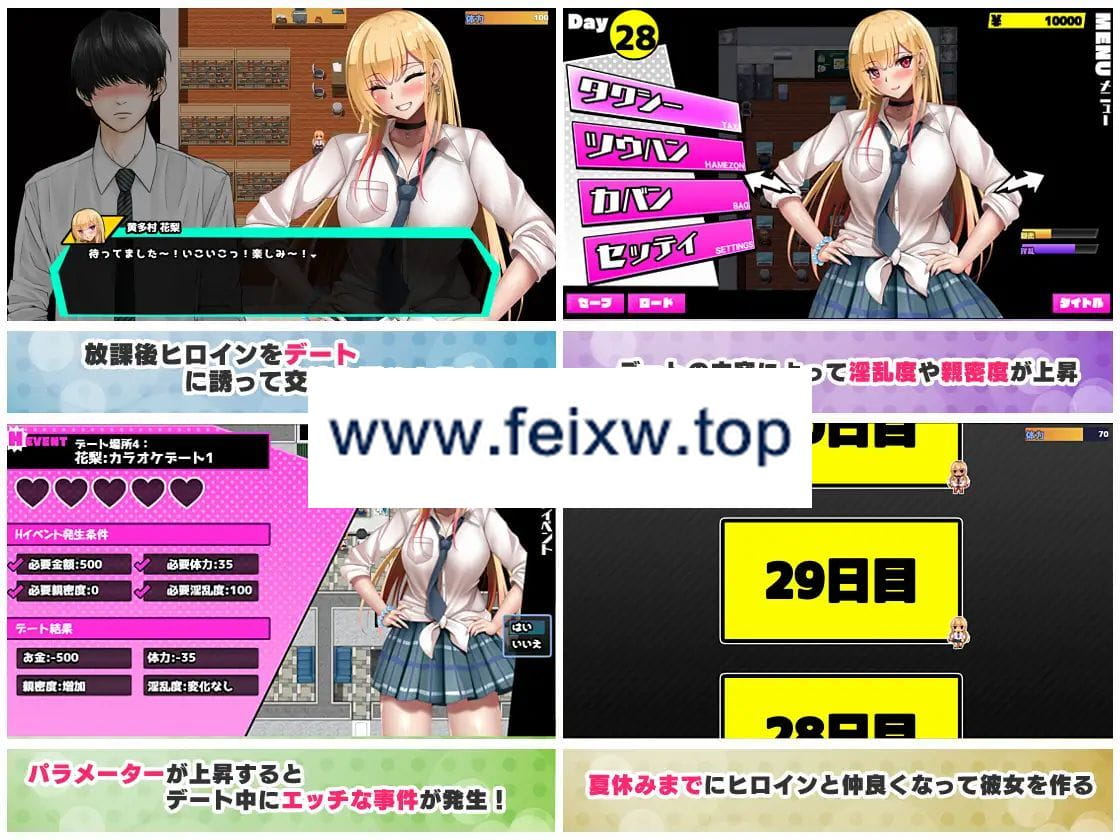 体力 100
黄多村 花梨
待ってました～！いこいこっ！楽しみ～！
Day 28
¥ 10000
MENU メニュー
タクシー
TAXI
ツウハン
HAMEZON
カバン
BAG
セッティ
SETTINGS
セーブ ロード
タイトル
放課後ヒロインをデート
に誘って交
って淫乱度や親密度が上昇
www.feixw.top
H EVENT
デート場所4：
花梨:カラオケデート1
Hイベント発生条件
必要金額:500 必要体力:35
必要親密度:0 必要淫乱度:100
デート結果
お金:-500 体力:-35
親密度:増加 淫乱度:変化なし
ベント
はい
いいえ
体力 70
日目
29日目
28日目
パラメーターが上昇すると
デート中にエッチな事件が発生！
夏休みまでにヒロインと仲良くなって彼女を作る